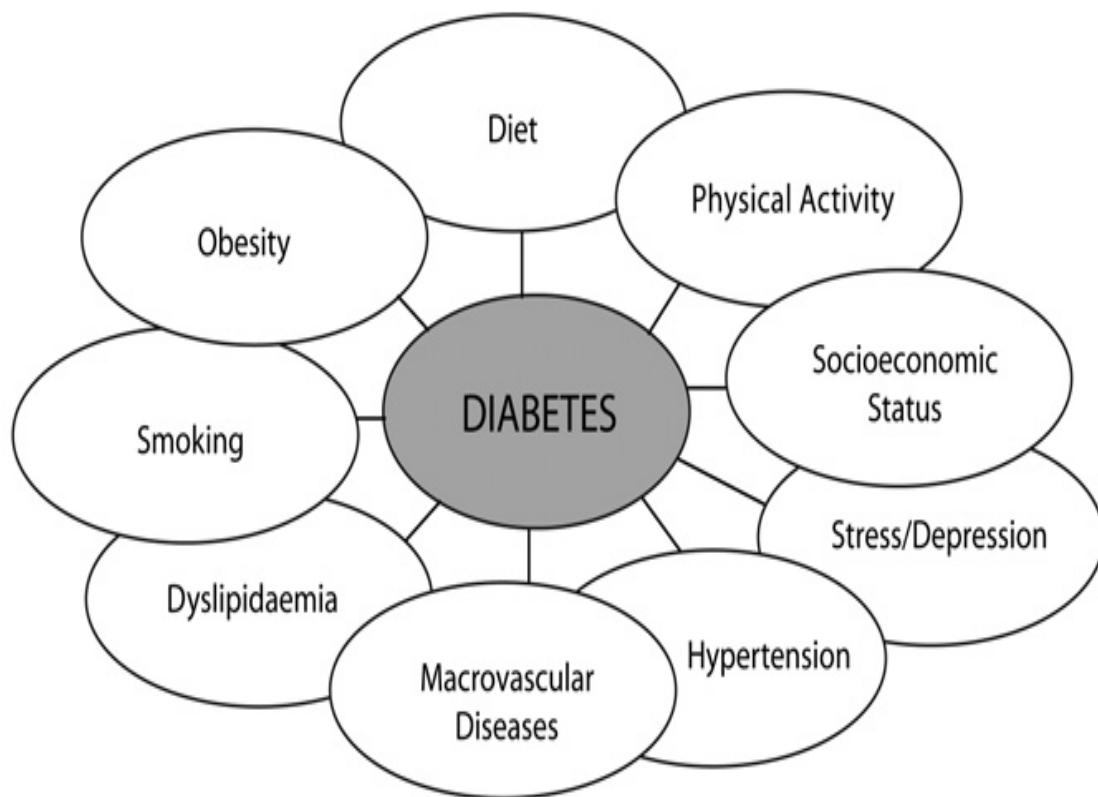 Diet
Physical Activity
Obesity
Socioeconomic
Status
DIABETES
Smoking
Stress/Depression
Dyslipidaemia
Hypertension
Macrovascular
Diseases